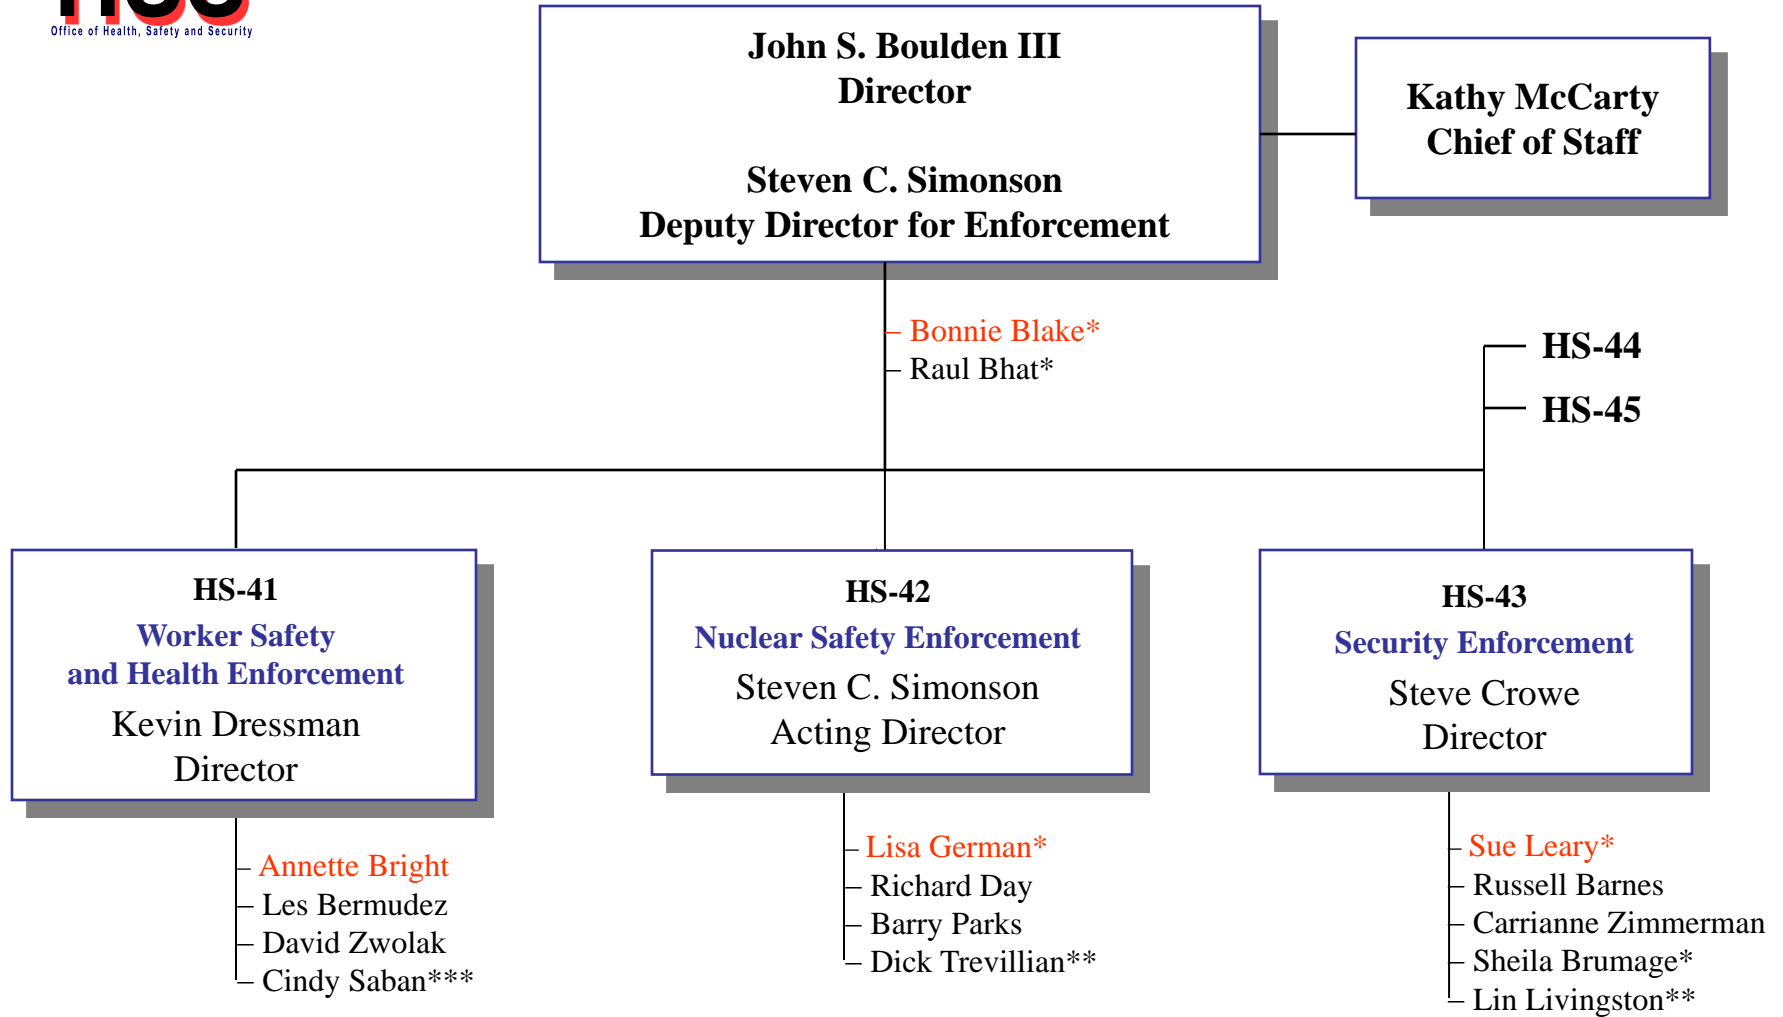 Office of Health, Safety and Security
John S. Boulden III
Director
Steven C. Simonson
Deputy Director for Enforcement
Kathy McCarty
Chief of Staff
Bonnie Blake*
Raul Bhat*
HS-44
HS-45
HS-41
Worker Safety
and Health Enforcement
Kevin Dressman
Director
Annette Bright
Les Bermudez
David Zwolak
Cindy Saban***
HS-42
Nuclear Safety Enforcement
Steven C. Simonson
Acting Director
Lisa German*
Richard Day
Barry Parks
Dick Trevillian**
HS-43
Security Enforcement
Steve Crowe
Director
Sue Leary*
Russell Barnes
Carrianne Zimmerman
Sheila Brumage*
Lin Livingston**